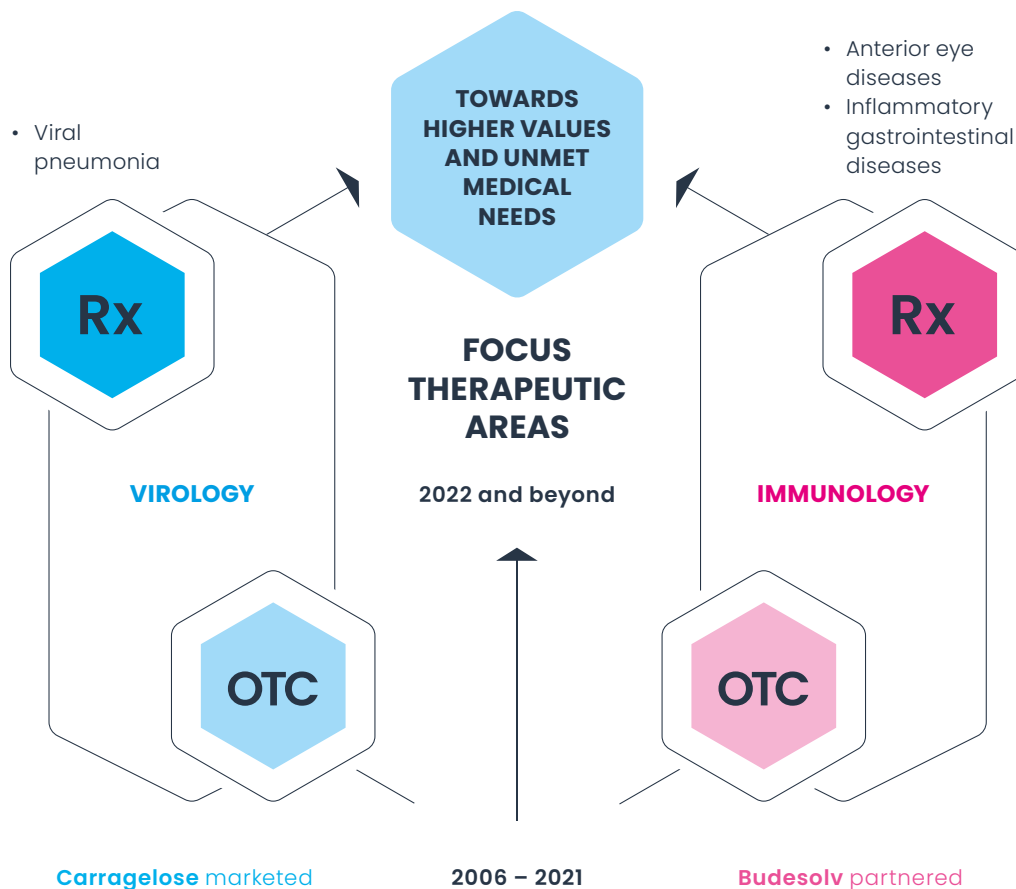 • Viral
pneumonia
TOWARDS
HIGHER VALUES
AND UNMET
MEDICAL
NEEDS
• Anterior eye
diseases
• Inflammatory
gastrointestinal
diseases
Rx
Rx
FOCUS
THERAPEUTIC
AREAS
VIROLOGY
2022 and beyond
IMMUNOLOGY
OTC
OTC
Carragelose marketed
2006 – 2021
Budesolv partnered